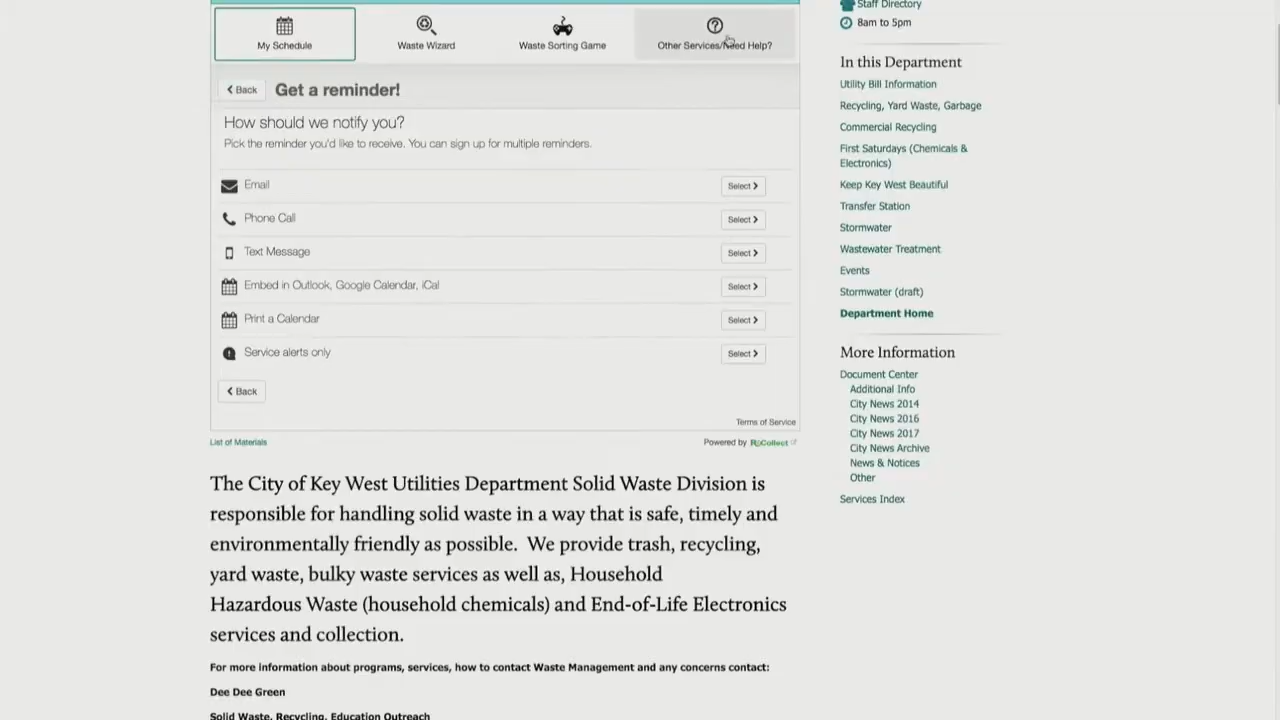 My Schedule
Waste Wizard
Waste Sorting Game
Other Services/Need Help?
Back
Get a reminder!
How should we notify you?
Pick the reminder you'd like to receive. You can sign up for multiple reminders.
Email
Select
Phone Call
Select
Text Message
Select
Embed in Outlook, Google Calendar, iCal
Select
Print a Calendar
Select
Service alerts only
Select
Back
Terms of Service
List of Materials
Powered by ReCollect
The City of Key West Utilities Department Solid Waste Division is
responsible for handling solid waste in a way that is safe, timely and
environmentally friendly as possible. We provide trash, recycling,
yard waste, bulky waste services as well as, Household
Hazardous Waste (household chemicals) and End-of-Life Electronics
services and collection.
For more information about programs, services, how to contact Waste Management and any concerns contact:
Dee Dee Green
Solid Waste, Recycling, Education Outreach
Staff Directory
8am to 5pm
In this Department
Utility Bill Information
Recycling, Yard Waste, Garbage
Commercial Recycling
First Saturdays (Chemicals &
Electronics)
Keep Key West Beautiful
Transfer Station
Stormwater
Wastewater Treatment
Events
Stormwater (draft)
Department Home
More Information
Document Center
Additional Info
City News 2014
City News 2016
City News 2017
City News Archive
News & Notices
Other
Services Index